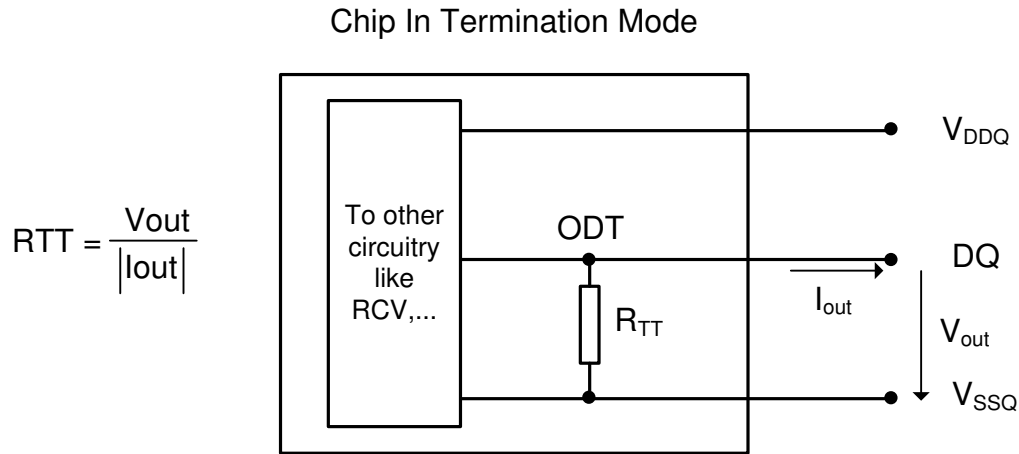 Chip In Termination Mode
RTT = Vout
|Iout|
To other
circuitry
like
RCV,...
ODT
R_TT
V_DDQ
DQ
I_out
V_out
V_SSQ